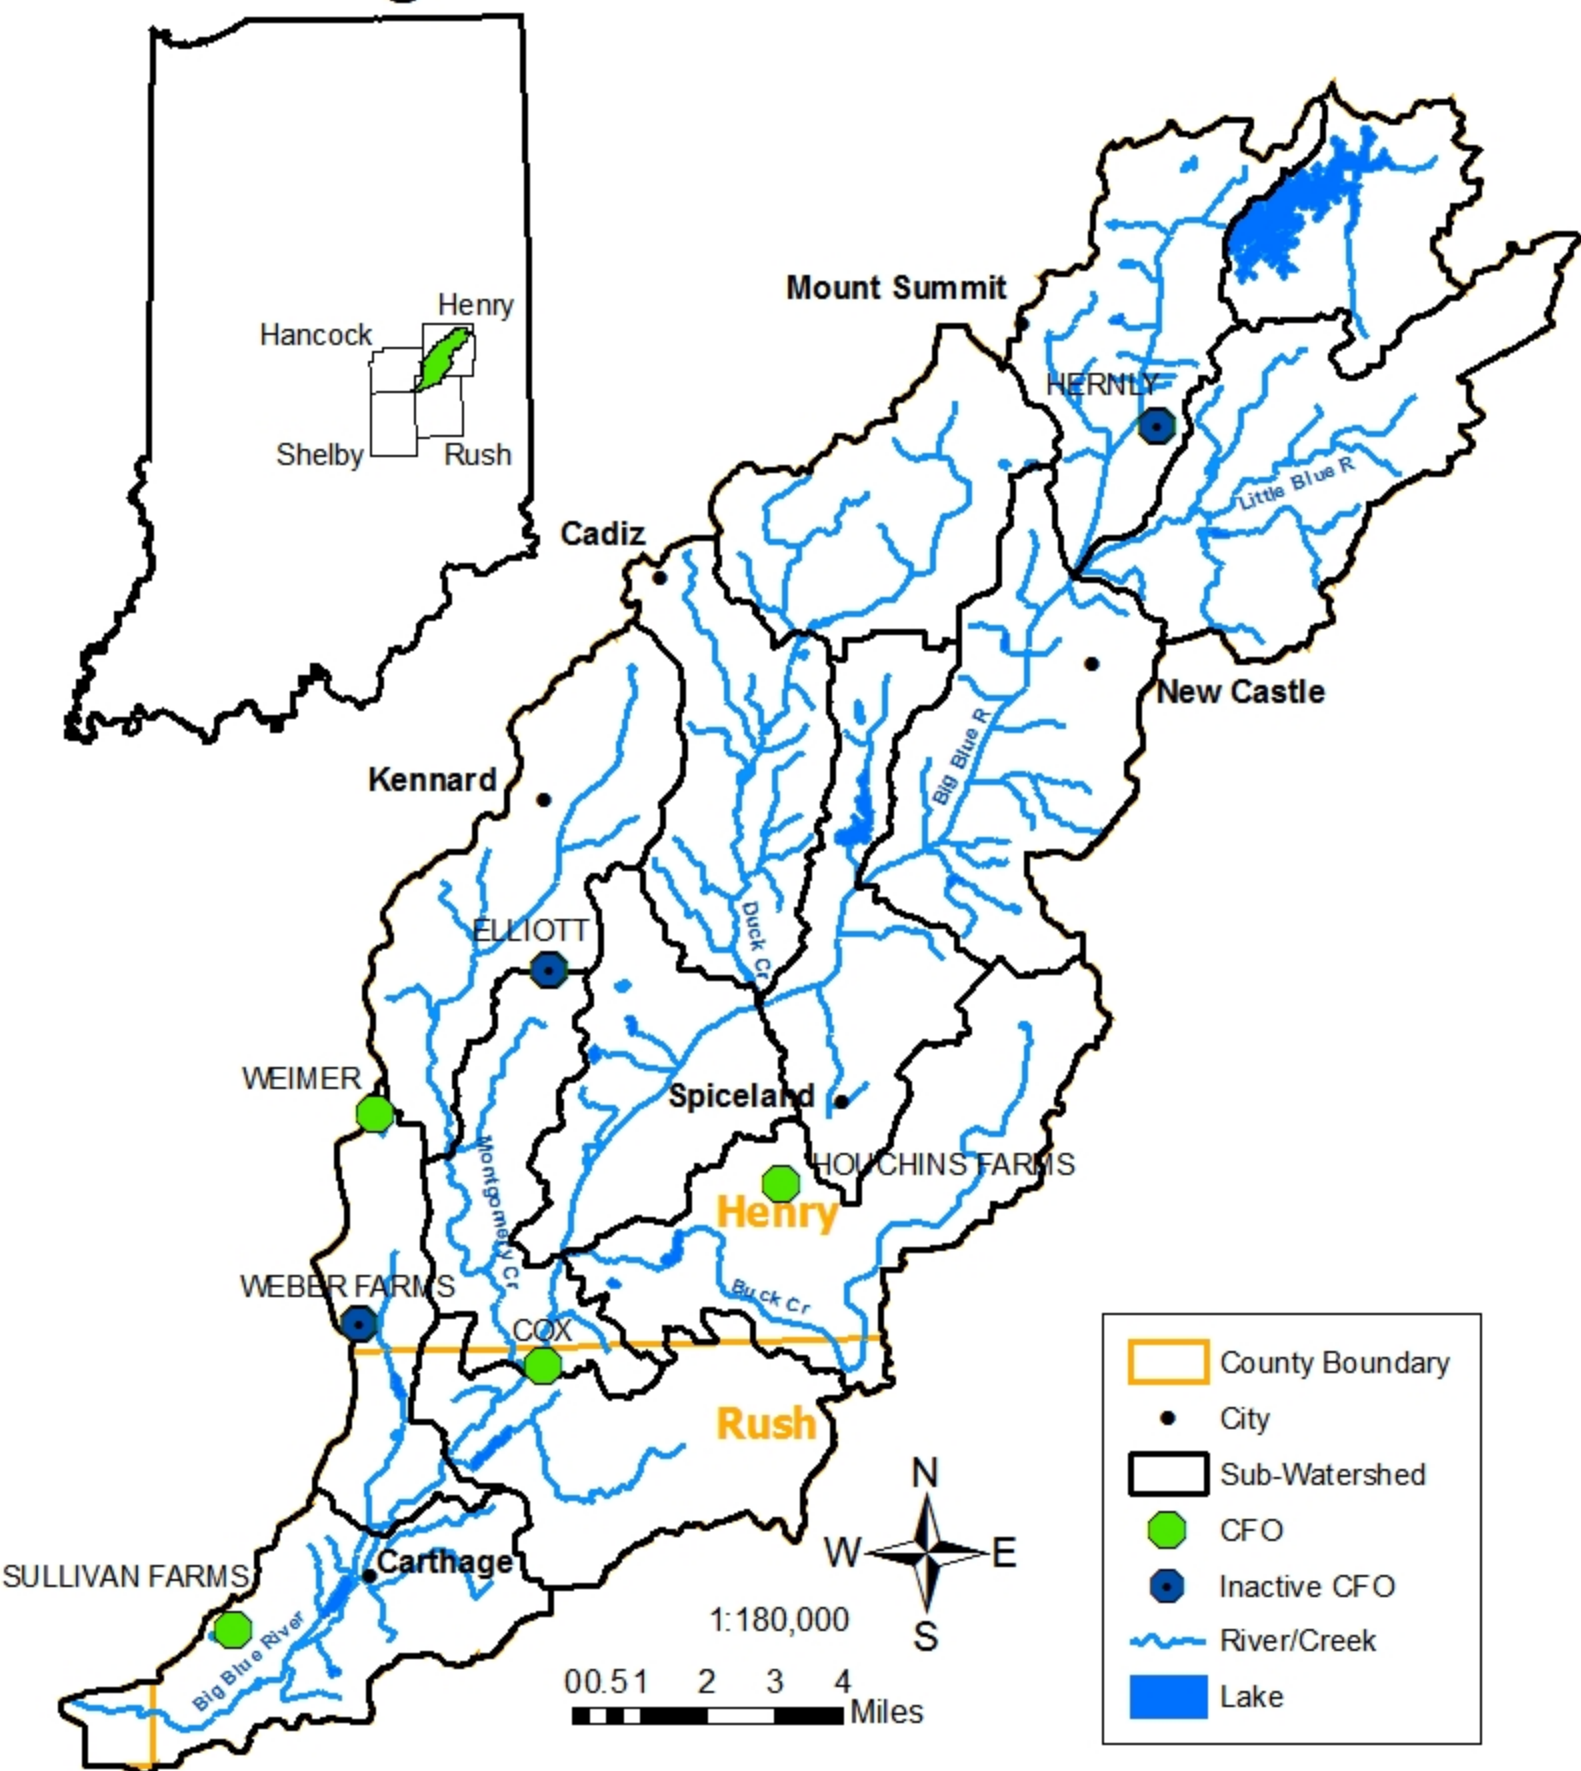 Henry
Hancock
Shelby
Rush
Mount Summit
HERNLY
Little Blue R
Cadiz
New Castle
Big Blue R
Kennard
Duck Cr
ELLIOTT
WEIMER
Spiceland
Montgomery Cr
HOUCHINS FARMS
Henry
WEBER FARMS
Buck Cr
COX
Rush
Carthage
SULLIVAN FARMS
Big Blue River
N
W
E
S
1:180,000
0 0.5 1 2 3 4
Miles
County Boundary
City
Sub-Watershed
CFO
Inactive CFO
River/Creek
Lake